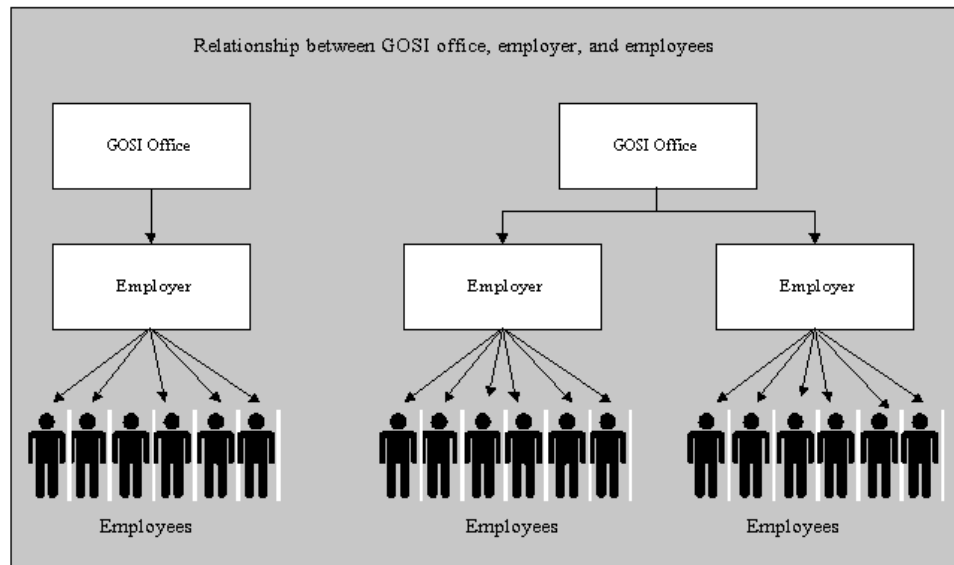 Relationship between GOSI office, employer, and employees
GOSI Office
GOSI Office
Employer
Employer
Employer
Employees
Employees
Employees